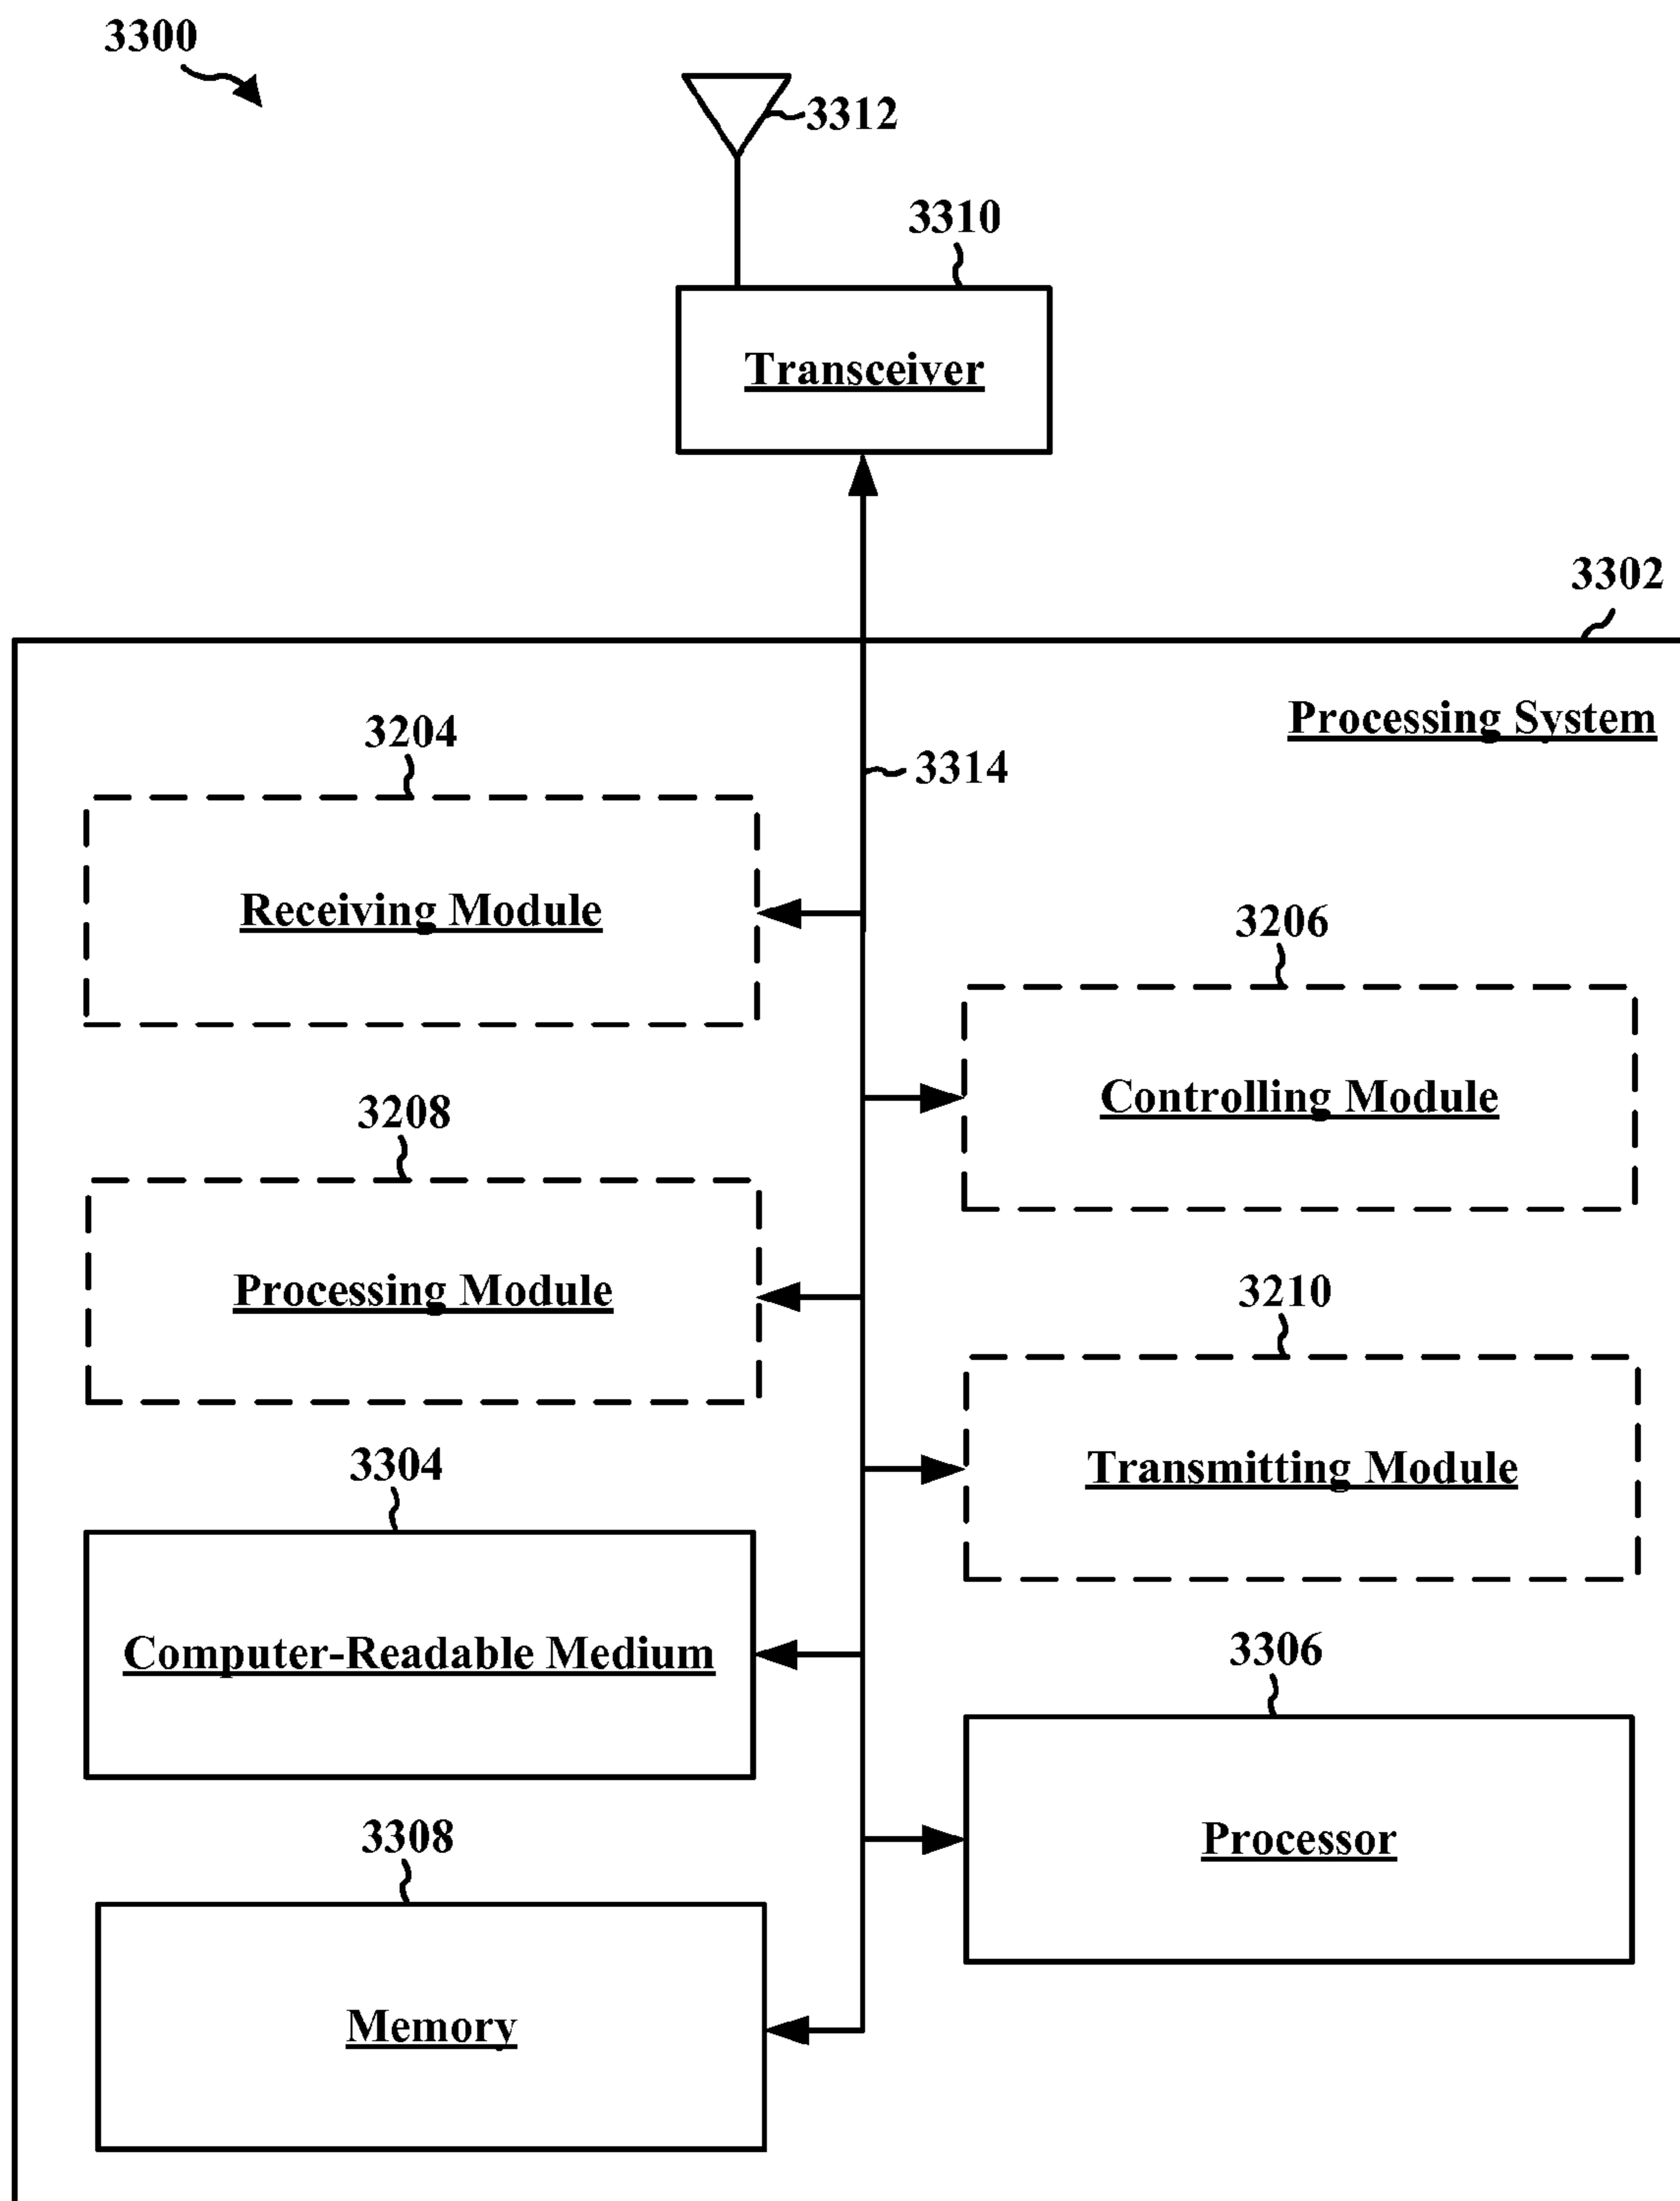 3300
3312
3310
Transceiver
3302
Processing System
3204
3314
Receiving Module
3206
Controlling Module
3208
Processing Module
3210
Transmitting Module
3304
Computer-Readable Medium
3306
Processor
3308
Memory